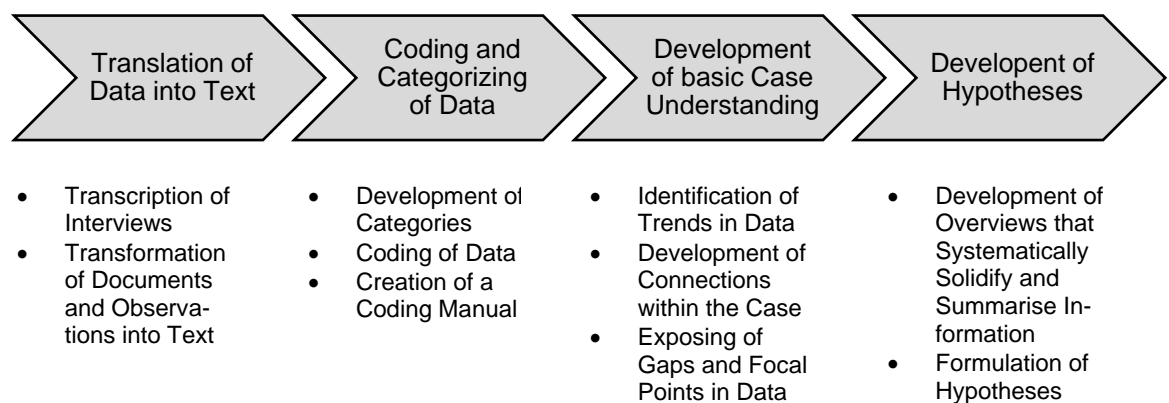 Translation of
Data into Text
Coding and
Categorizing
of Data
Development
of basic Case
Understanding
Developent of
Hypotheses
• Transcription of
Interviews
• Transformation
of Documents
and Observa-
tions into Text
• Development of
Categories
• Coding of Data
• Creation of a
Coding Manual
• Identification of
Trends in Data
• Development of
Connections
within the Case
• Exposing of
Gaps and Focal
Points in Data
• Development of
Overviews that
Systematically
Solidify and
Summarise In-
formation
• Formulation of
Hypotheses